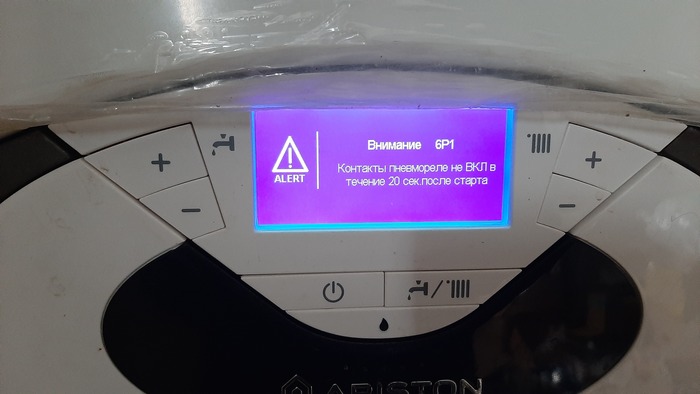 Внимание 6P1
Контакты пневмореле не ВКЛ в
течение 20 сек.после старта
ALERT
ARISTON